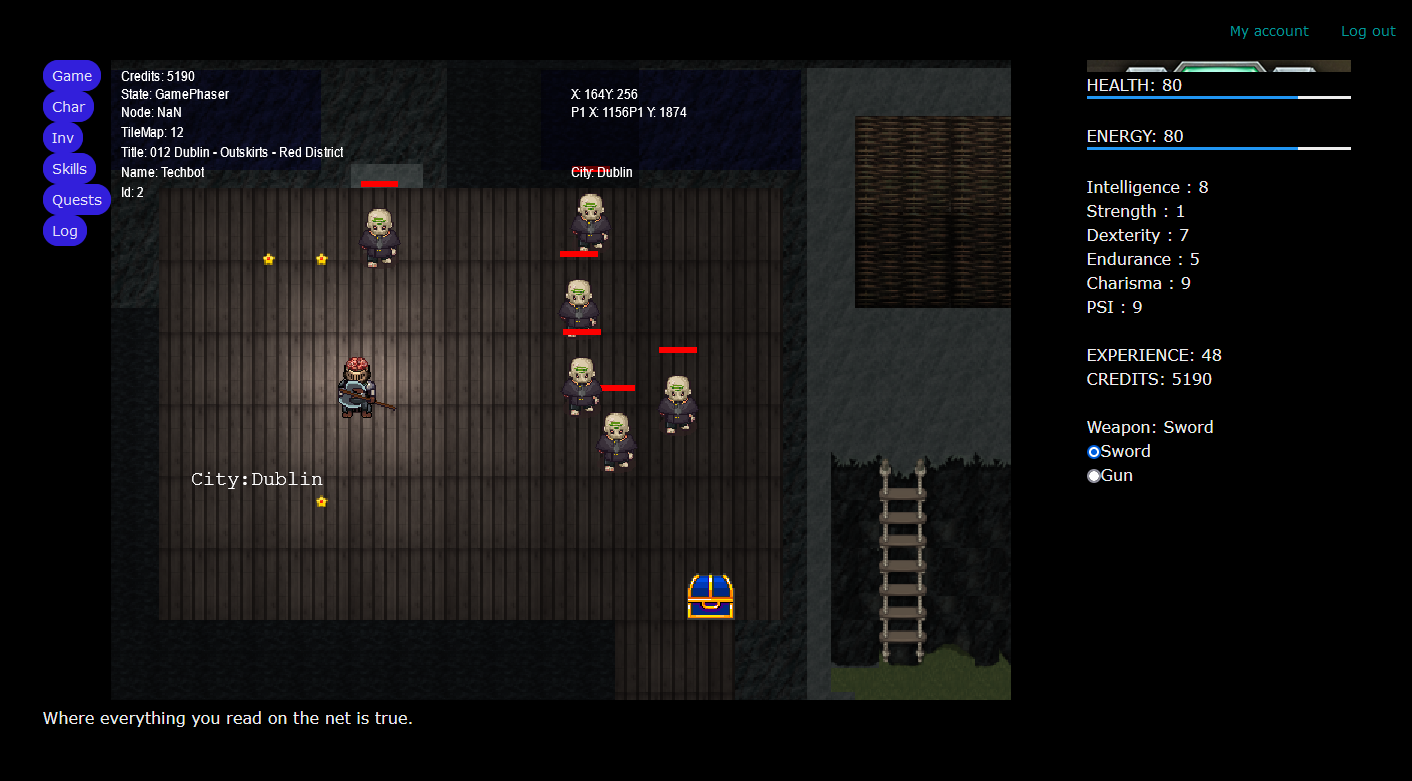 My account Log out
Game
Char
Inv
Skills
Quests
Log
Credits: 5190
State: GamePhaser
Node: NaN
TileMap: 12
Title: 012 Dublin - Outskirts - Red District
Name: Techbot
Id: 2
X: 164Y: 256
P1 X: 1156P1 Y: 1874
City: Dublin
City:Dublin
HEALTH: 80
ENERGY: 80
Intelligence : 8
Strength : 1
Dexterity : 7
Endurance : 5
Charisma : 9
PSI : 9
EXPERIENCE: 48
CREDITS: 5190
Weapon: Sword
Sword
Gun
Where everything you read on the net is true.